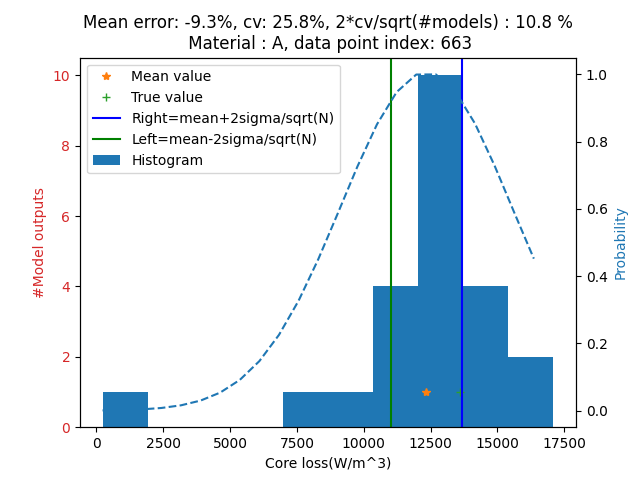 Mean error: -9.3%, cv: 25.8%, 2*cv/sqrt(#models) : 10.8 %
Material : A, data point index: 663
Mean value
True value
Right=mean+2sigma/sqrt(N)
Left=mean-2sigma/sqrt(N)
Histogram
#Model outputs
10
8
6
4
2
0
Probability
1.0
0.8
0.6
0.4
0.2
0.0
0 2500 5000 7500 10000 12500 15000 17500
Core loss(W/m^3)